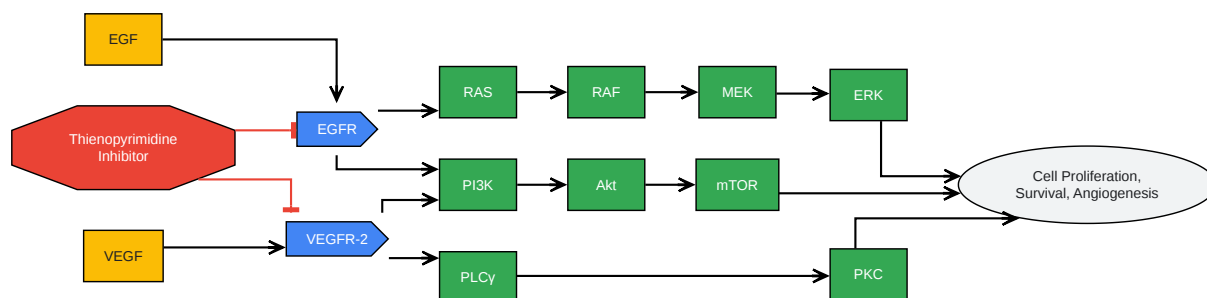 EGF
Thienopyrimidine
Inhibitor
VEGF
EGFR
VEGFR-2
RAS
RAF
MEK
ERK
PI3K
Akt
mTOR
PLCγ
PKC
Cell Proliferation,
Survival, Angiogenesis